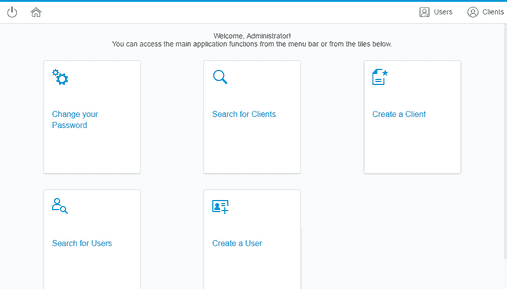 Users
Clients
Welcome, Administrator!
You can access the main application functions from the menu bar or from the tiles below.
Change your
Password
Search for Clients
Create a Client
Search for Users
Create a User